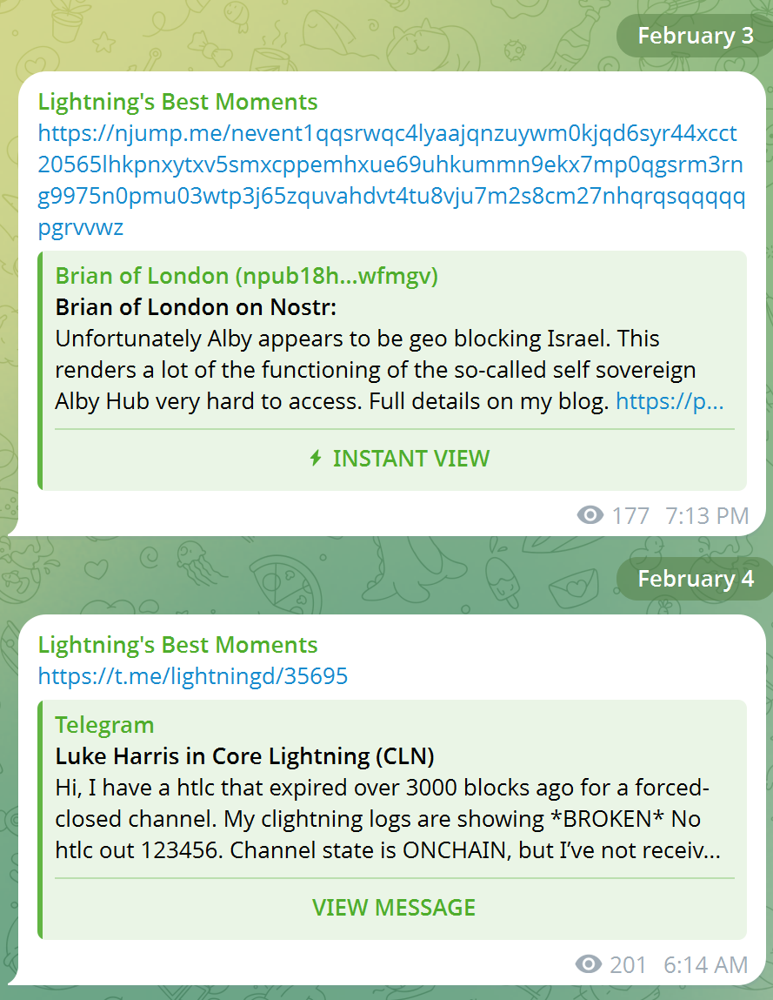 February 3
Lightning's Best Moments
https://njump.me/nevent1qqsrwqc4lyaajqnzuywm0kjqd6syr44xcct
20565lhkpnxytxv5smxcppemhxue69uhkummn9ekx7mp0qgsrm3rn
g9975n0pmu03wtp3j65zquvahdvt4tu8vju7m2s8cm27nhqrqsqqqqq
pgrvvwz
Brian of London (npub18h...wfmgv)
Brian of London on Nostr:
Unfortunately Alby appears to be geo blocking Israel. This
renders a lot of the functioning of the so-called self sovereign
Alby Hub very hard to access. Full details on my blog. https://p...
INSTANT VIEW
177 7:13 PM
February 4
Lightning's Best Moments
https://t.me/lightningd/35695
Telegram
Luke Harris in Core Lightning (CLN)
Hi, I have a htlc that expired over 3000 blocks ago for a forced-
closed channel. My clightning logs are showing *BROKEN* No
htlc out 123456. Channel state is ONCHAIN, but I’ve not receiv...
VIEW MESSAGE
201 6:14 AM